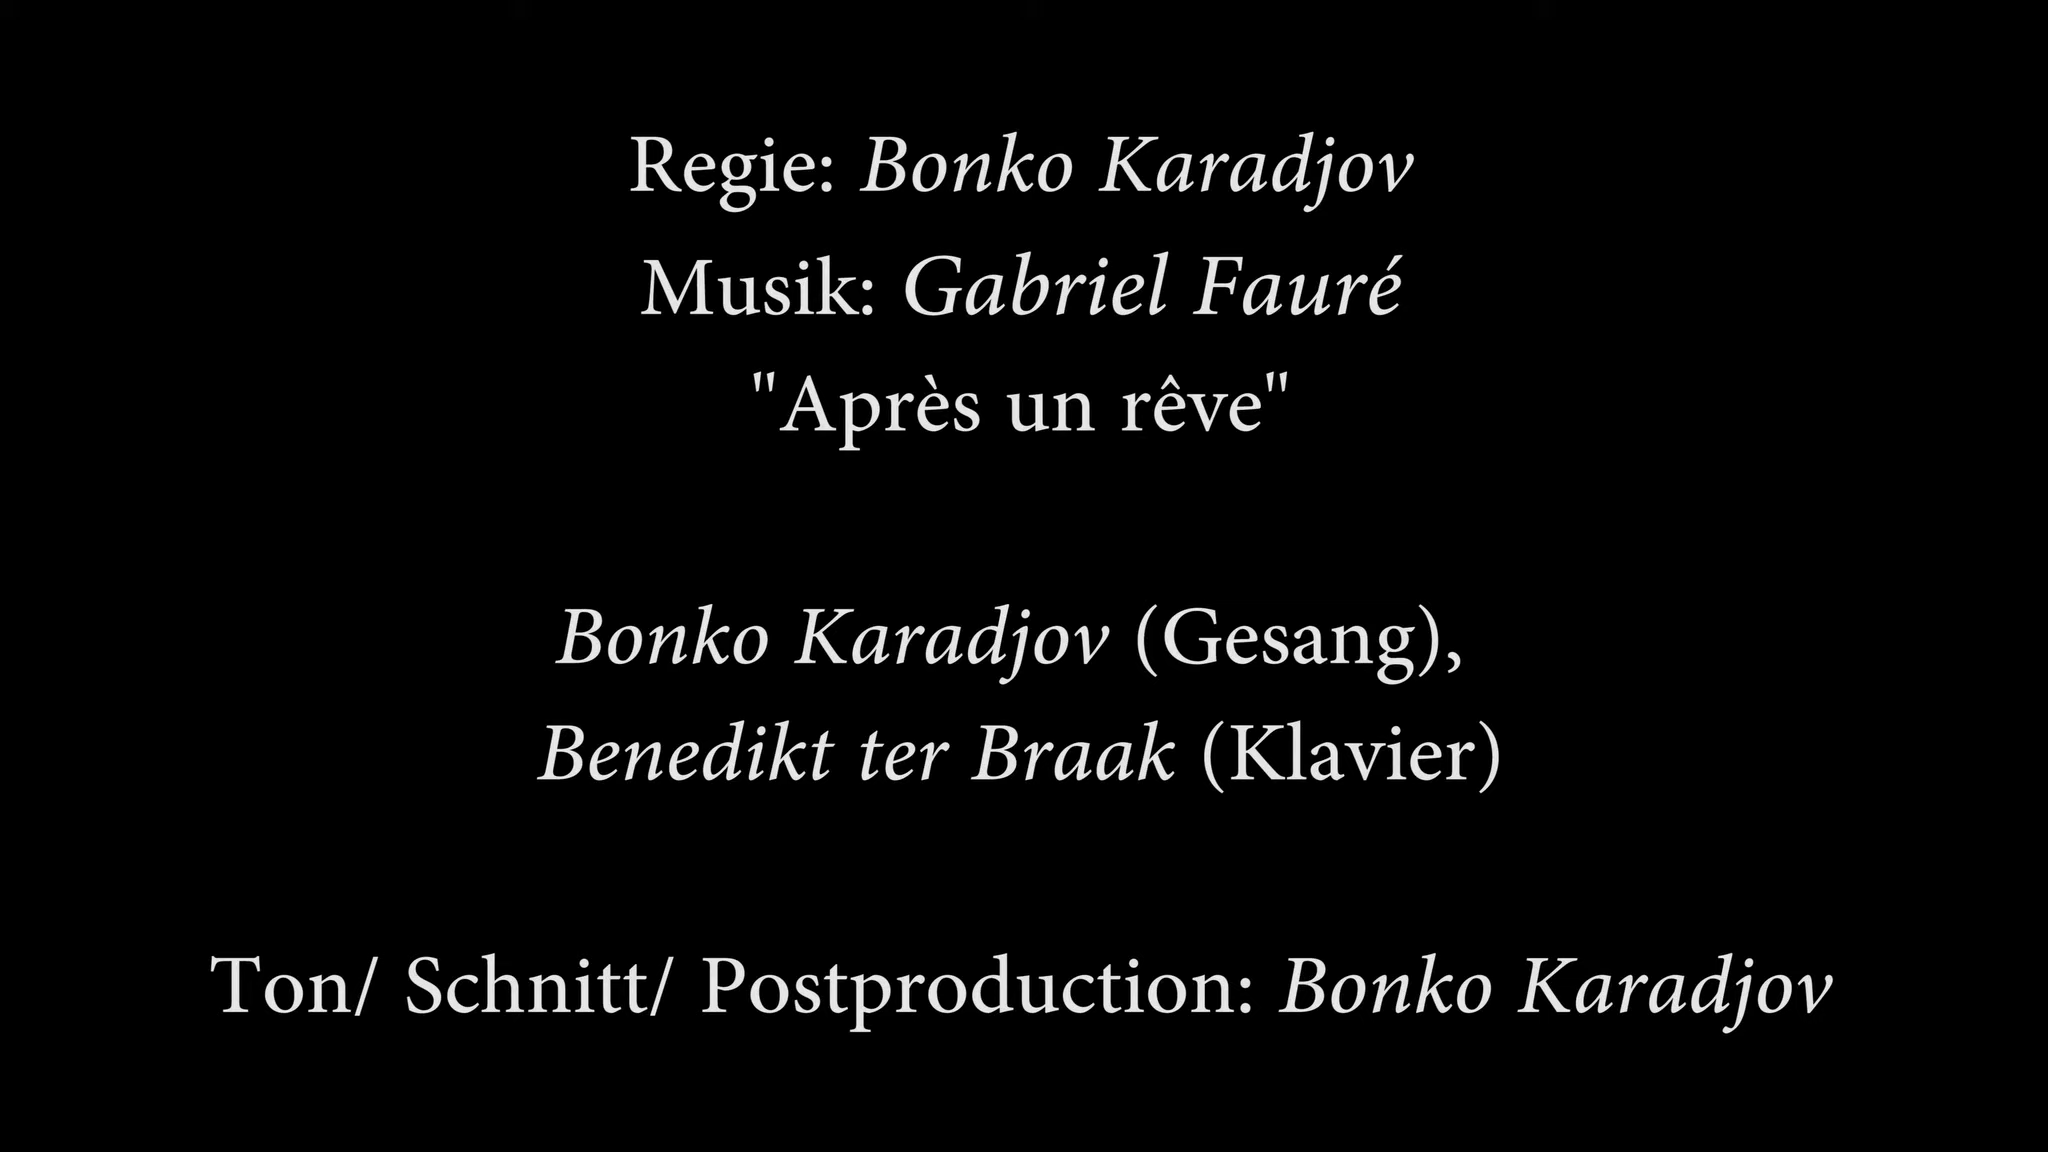 Regie: Bonko Karadjov
Musik: Gabriel Fauré
"Après un rêve"
Bonko Karadjov (Gesang),
Benedikt ter Braak (Klavier)
Ton/ Schnitt/ Postproduction: Bonko Karadjov